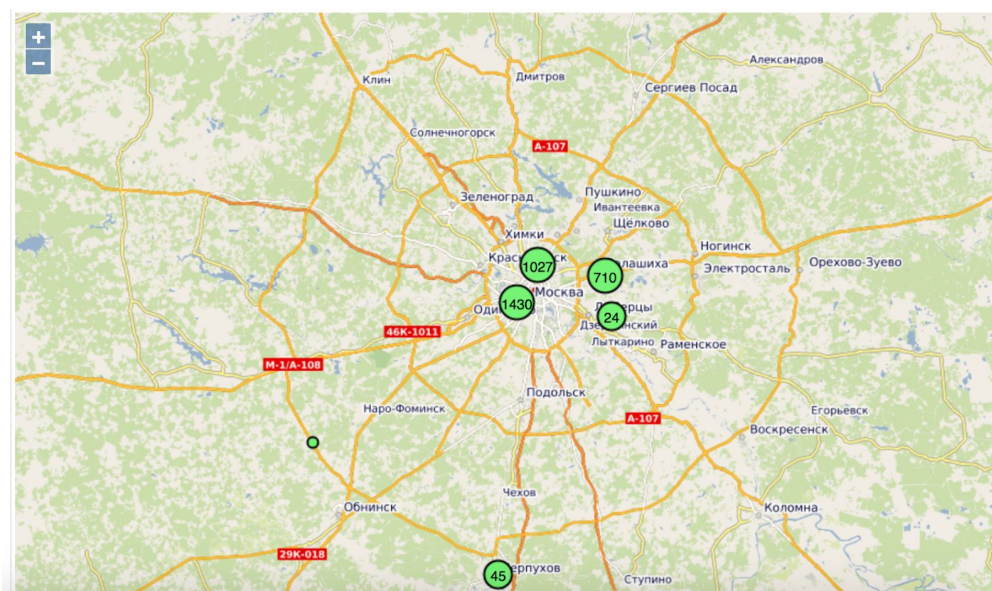 +
−
Александров
Клин
Дмитров
Сергиев Посад
Солнечногорск
А-107
Пушкино
Зеленоград
Ивантеевка
Щёлково
Химки
Ногинск
1027
710
Электросталь
Орехово-Зуево
1430
Москва
24
46К-1011
Лыткарино
Раменское
М-1/А-108
Подольск
Наро-Фоминск
А-107
Егорьевск
Воскресенск
Чехов
Обнинск
Коломна
29К-018
45
Ступино